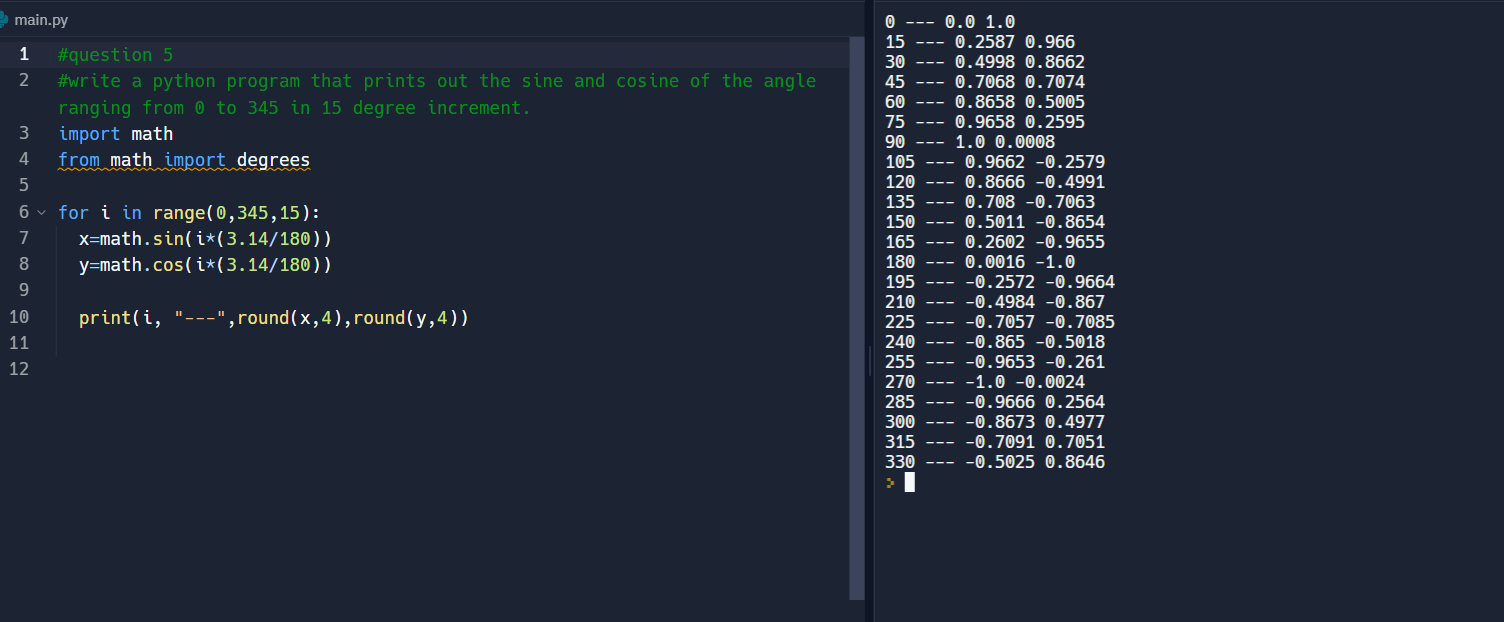 main.py
1 #question 5
2 #write a python program that prints out the sine and cosine of the angle
ranging from 0 to 345 in 15 degree increment.
3 import math
4 from math import degrees
5
6 for i in range(0,345,15):
7 x=math.sin(i*(3.14/180))
8 y=math.cos(i*(3.14/180))
9
10 print(i, "---",round(x,4),round(y,4))
11
12
0 --- 0.0 1.0
15 --- 0.2587 0.966
30 --- 0.4998 0.8662
45 --- 0.7068 0.7074
60 --- 0.8658 0.5005
75 --- 0.9658 0.2595
90 --- 1.0 0.0008
105 --- 0.9662 -0.2579
120 --- 0.8666 -0.4991
135 --- 0.708 -0.7063
150 --- 0.5011 -0.8654
165 --- 0.2602 -0.9655
180 --- 0.0016 -1.0
195 --- -0.2572 -0.9664
210 --- -0.4984 -0.867
225 --- -0.7057 -0.7085
240 --- -0.865 -0.5018
255 --- -0.9653 -0.261
270 --- -1.0 -0.0024
285 --- -0.9666 0.2564
300 --- -0.8673 0.4977
315 --- -0.7091 0.7051
330 --- -0.5025 0.8646
>